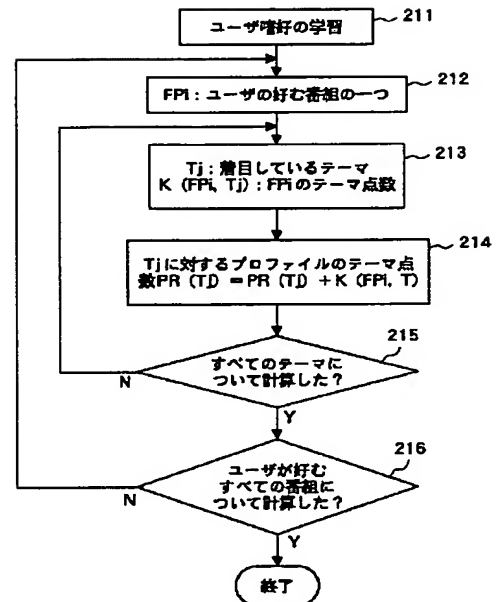 ユーザ嗜好の学習
211
FPi:ユーザの好む番組の一つ
212
Tj:着目しているテーマ
K (FPi, Tj):FPiのテーマ点数
213
Tjに対するプロファイルのテーマ点
数PR (Tj) = PR (Tj) + K (FPi, T)
214
すべてのテーマに
ついて計算した?
215
N
Y
ユーザが好む
すべての番組に
ついて計算した?
216
N
Y
終了